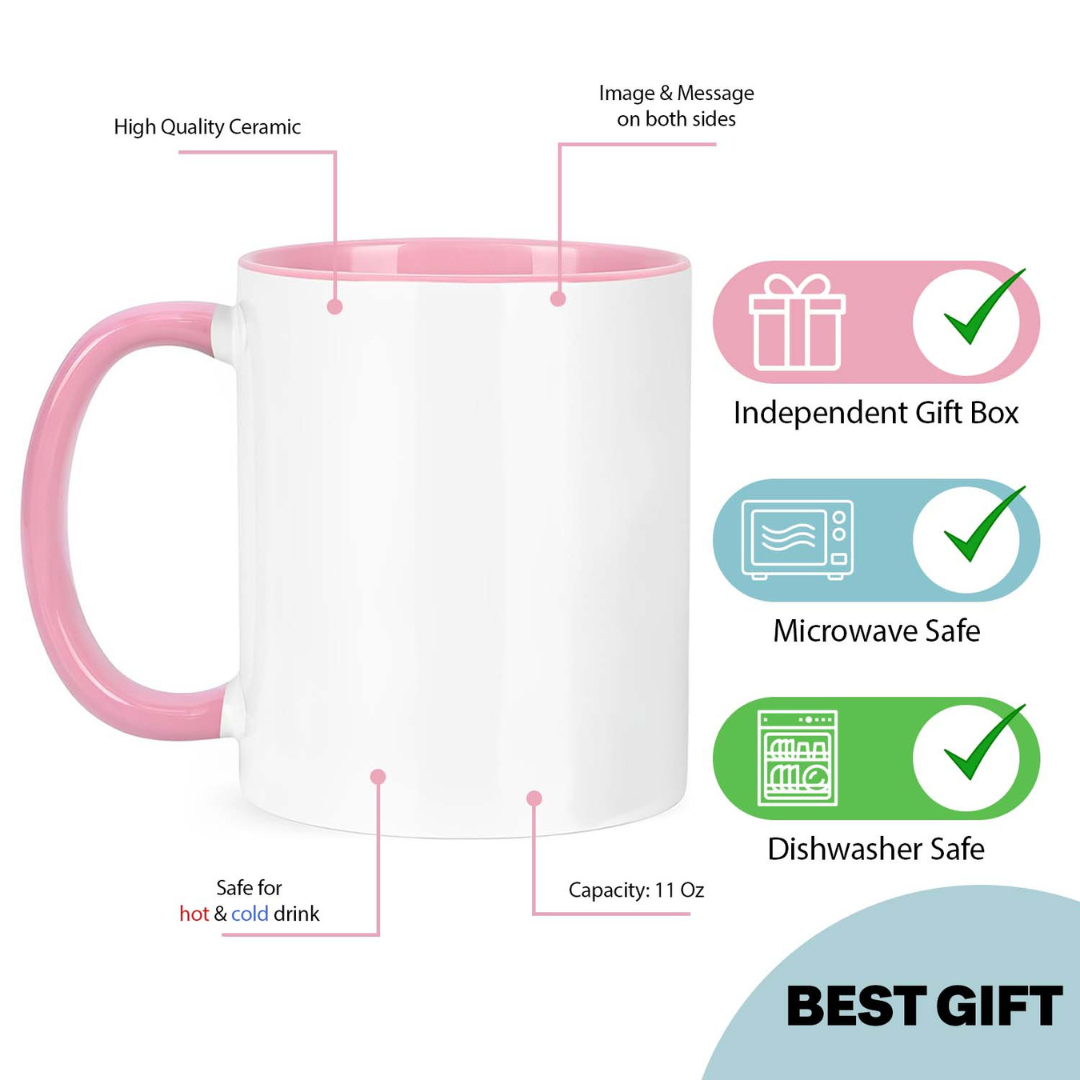 High Quality Ceramic
Image & Message
on both sides
Independent Gift Box
Microwave Safe
Dishwasher Safe
Safe for
hot & cold drink
Capacity: 11 Oz
BEST GIFT